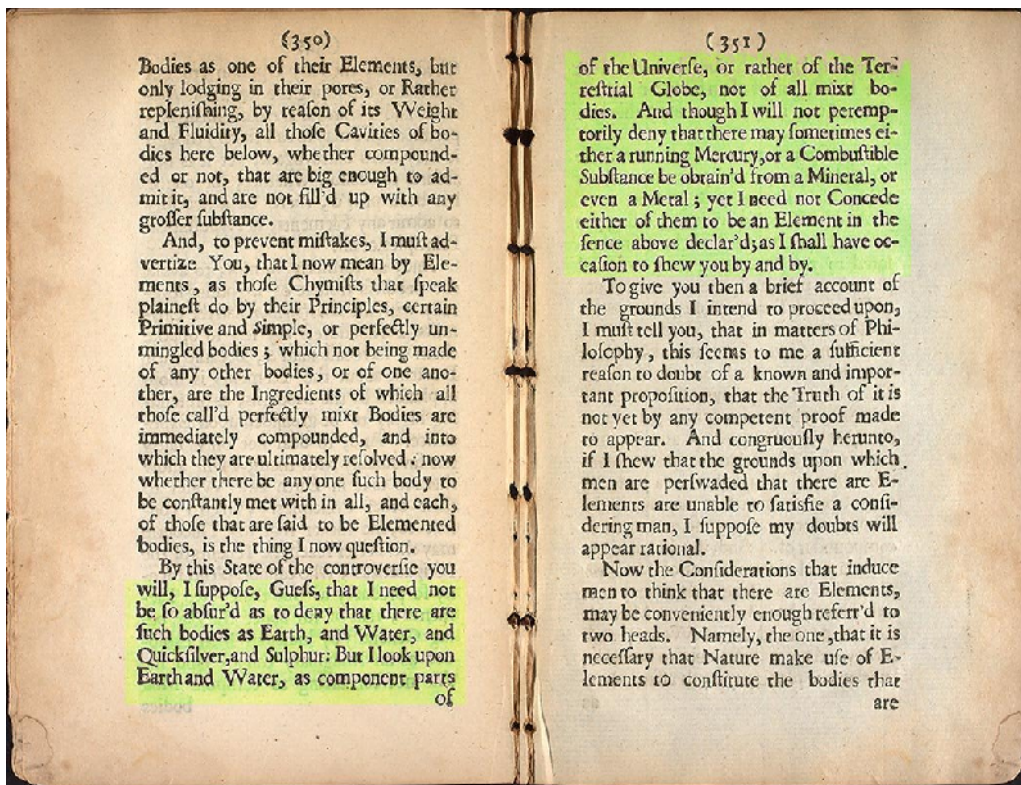 (350)
Bodies as one of their Elements, but
only lodging in their pores, or Rather
repleniſhing, by reaſon of its Weight
and Fluidity, all thoſe Cavities of bo-
dies here below, whether compound-
ed or not, that are big enough to ad-
mit it, and are not fill'd up with any
groſſer ſubſtance.
And, to prevent miſtakes, I muſt ad-
vertize You, that I now mean by Ele-
ments, as thoſe Chymiſts that ſpeak
plaineſt do by their Principles, certain
Primitive and Simple, or perfectly un-
mingled bodies; which not being made
of any other bodies, or of one ano-
ther, are the Ingredients of which all
thoſe call'd perfectly mixt Bodies are
immediately compounded, and into
which they are ultimately reſolved: now
whether there be any one ſuch body to
be conſtantly met with in all, and each,
of thoſe that are ſaid to be Elemented
bodies, is the thing I now queſtion.
By this State of the controverſie you
will, I ſuppoſe, Gueſs, that I need not
be ſo abſur'd as to deny that there are
ſuch bodies as Earth, and Water, and
Quickſilver, and Sulphur: But I look upon
Earth and Water, as component parts
of
(351)
of the Univerſe, or rather of the Ter-
reſtrial Globe, not of all mixt bo-
dies. And though I will not peremp-
torily deny that there may ſometimes ei-
ther a running Mercury, or a Combuſtible
Subſtance be obtain'd from a Mineral, or
even a Metal; yet I need not Concede
either of them to be an Element in the
ſence above declar'd; as I ſhall have oc-
caſion to ſhew you by and by.
To give you then a brief account of
the grounds I intend to proceed upon,
I muſt tell you, that in matters of Phi-
loſophy, this ſeems to me a ſufficient
reaſon to doubt of a known and impor-
tant propoſition, that the Truth of it is
not yet by any competent proof made
to appear. And congruouſly herunto,
if I ſhew that the grounds upon which
men are perſwaded that there are E-
lements are unable to ſatisfie a conſi-
dering man, I ſuppoſe my doubts will
appear rational.
Now the Conſiderations that induce
men to think that there are Elements,
may be conveniently enough referr'd to
two heads. Namely, the one, that it is
neceſſary that Nature make uſe of E-
lements to conſtitute the bodies that
are